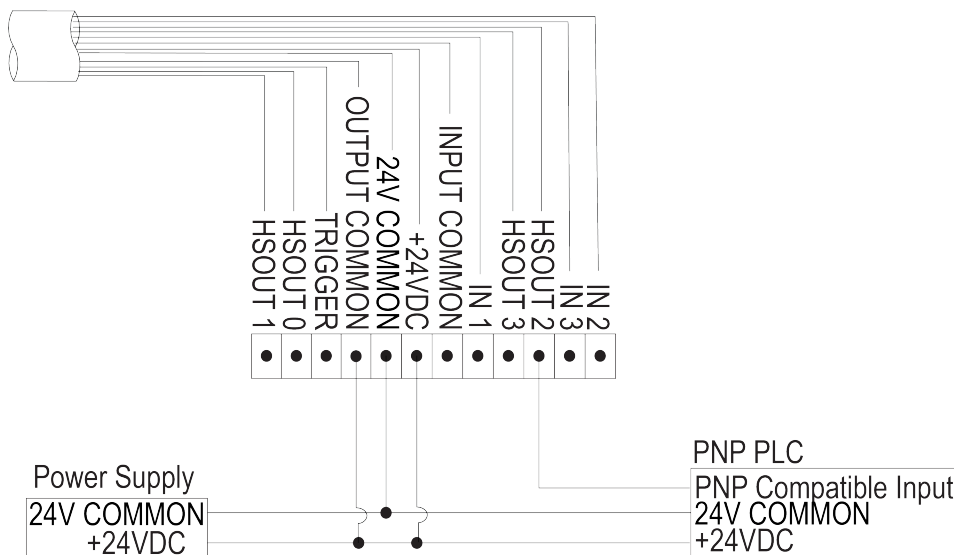 HSOUT 1
HSOUT 0
TRIGGER
OUTPUT COMMON
24V COMMON
+24VDC
INPUT COMMON
IN 1
HSOUT 3
HSOUT 2
IN 3
IN 2
Power Supply
24V COMMON
+24VDC
PNP PLC
PNP Compatible Input
24V COMMON
+24VDC